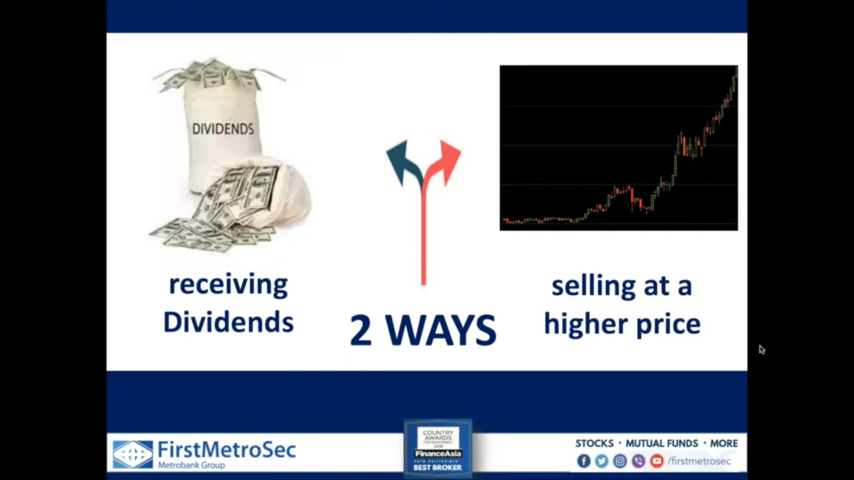 DIVIDENDS
receiving
Dividends
2 WAYS
selling at a
higher price
FirstMetroSec
Metrobank Group
COUNTRY
AWARDS
FinanceAsia
BEST BROKER
STOCKS • MUTUAL FUNDS • MORE
/firstmetrosec